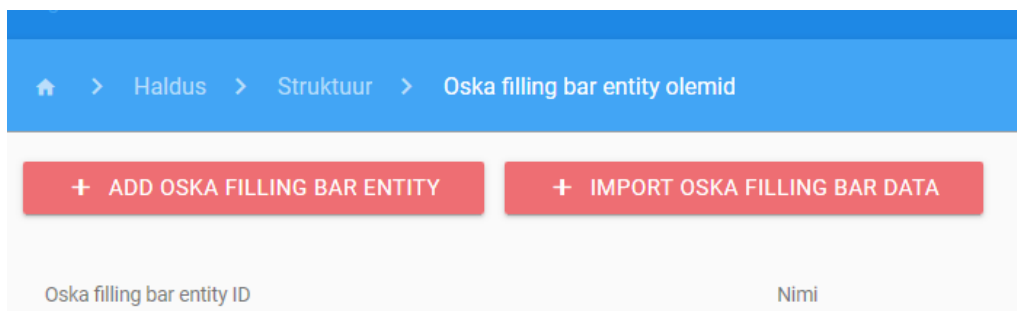 Haldus > Struktuur > Oska filling bar entity olemid
+ ADD OSKA FILLING BAR ENTITY + IMPORT OSKA FILLING BAR DATA
Oska filling bar entity ID Nimi